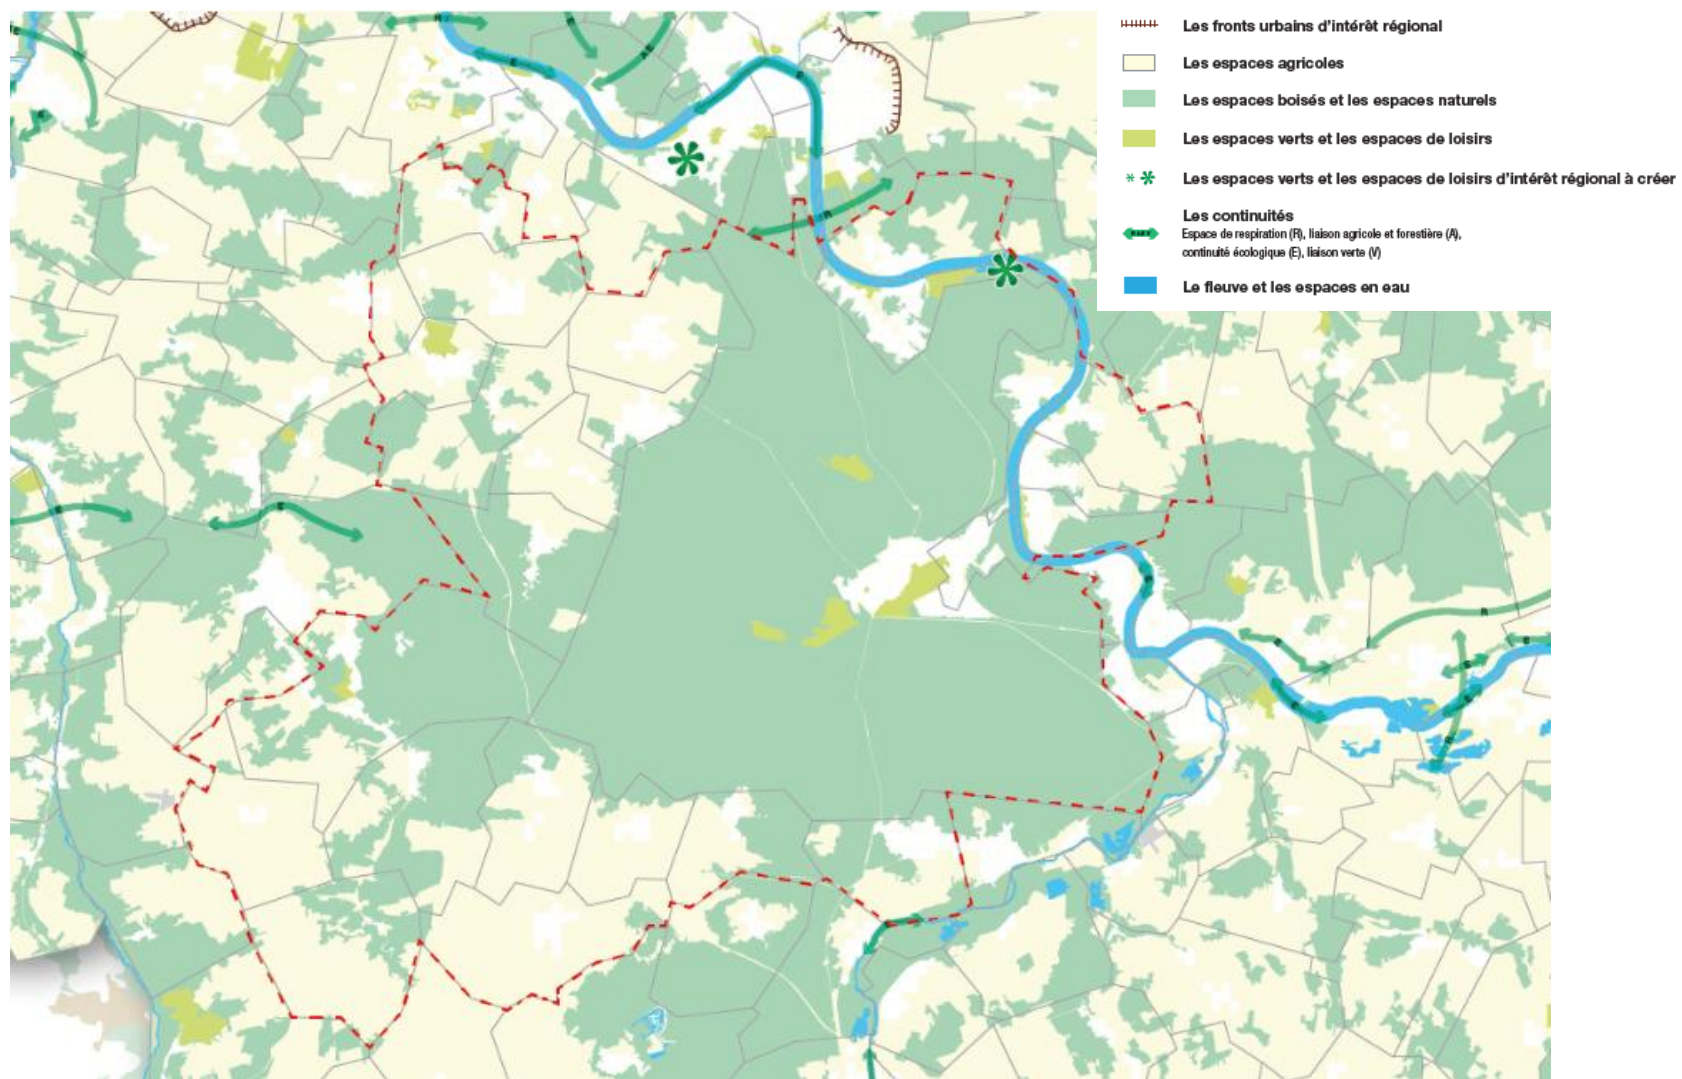 Les fronts urbains d'intérêt régional
Les espaces agricoles
Les espaces boisés et les espaces naturels
Les espaces verts et les espaces de loisirs
Les espaces verts et les espaces de loisirs d'intérêt régional à créer
Les continuités
Espace de respiration (R), liaison agricole et forestière (A),
continuité écologique (E), liaison verte (V)
Le fleuve et les espaces en eau